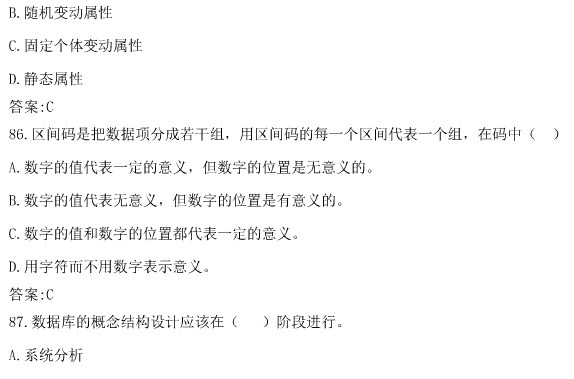 B.随机变动属性
C.固定个体变动属性
D.静态属性
答案:C
86.区间码是把数据项分成若干组，用区间码的每一个区间代表一个组，在码中（ ）
A.数字的值代表一定的意义，但数字的位置是无意义的。
B.数字的值代表无意义，但数字的位置是有意义的。
C.数字的值和数字的位置都代表一定的意义。
D.用字符而不用数字表示意义。
答案:C
87.数据库的概念结构设计应该在（ ）阶段进行。
A.系统分析